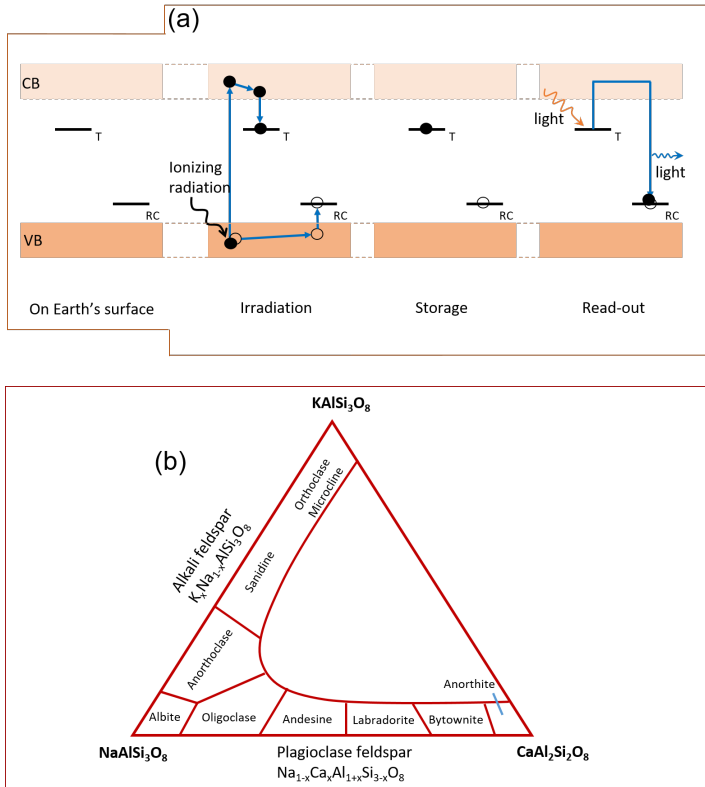 (a)
CB
T
T
T
T
light
light
Ionizing
radiation
RC
RC
RC
RC
VB
On Earth's surface
Irradiation
Storage
Read-out
KAlSi₃O₈
(b)
Orthoclase
Microcline
Alkali feldspar
KₓNa₁₋ₓAlSi₃O₈
Sanidine
Anorthoclase
Anorthite
Albite
Oligoclase
Andesine
Labradorite
Bytownite
NaAlSi₃O₈
Plagioclase feldspar
Na₁₋ₓCaₓAl₁₊ₓSi₃₋ₓO₈
CaAl₂Si₂O₈